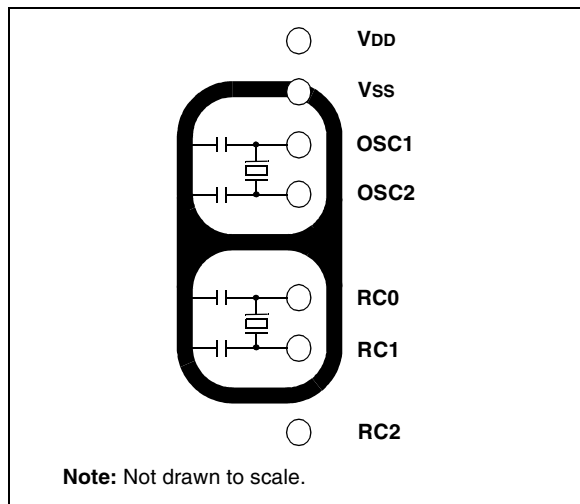 VDD
VSS
OSC1
OSC2
RC0
RC1
RC2
Note: Not drawn to scale.